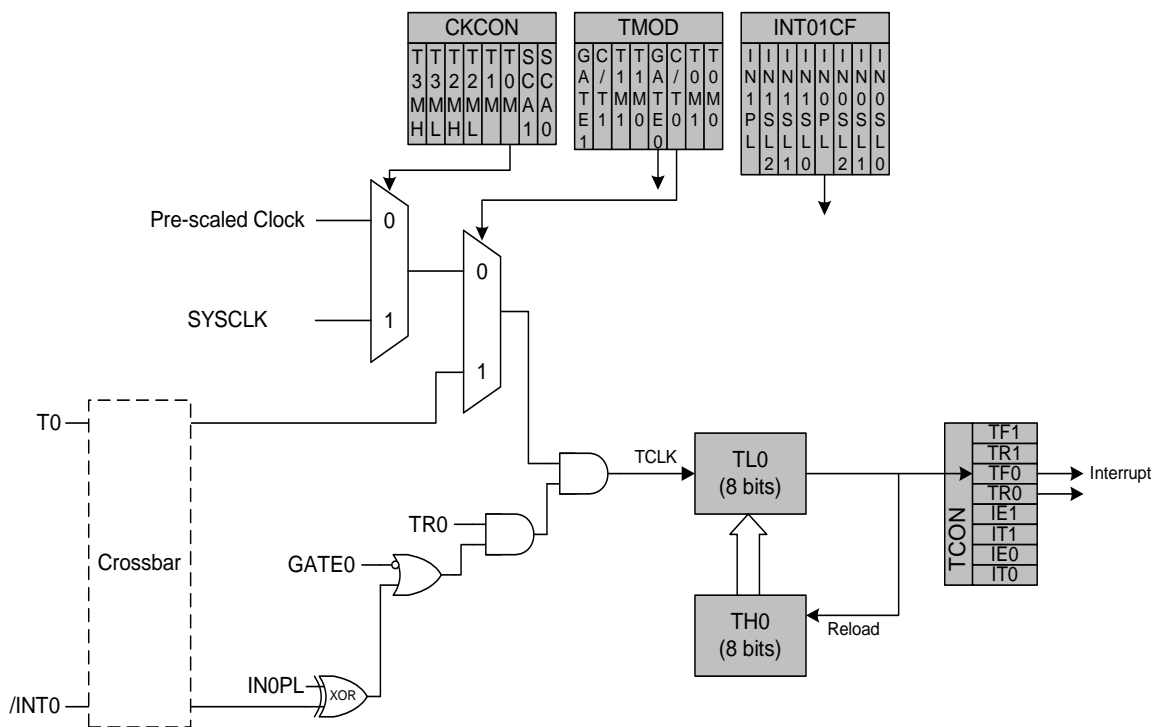 CKCON
T3MH
T3ML
T2MH
T2ML
T1M
T0M
SCA1
SCA0
TMOD
GATE1
C/T1
T1M1
T1M0
GATE0
C/T0
T0M1
T0M0
INT01CF
IN1PL
IN1SL2
IN1SL1
IN1SL0
IN0PL
IN0SL2
IN0SL1
IN0SL0
Pre-scaled Clock
0
SYSCLK
1
0
1
T0
Crossbar
/INT0
TR0
GATE0
IN0PL
XOR
TCLK
TL0
(8 bits)
TH0
(8 bits)
Reload
TCON
TF1
TR1
TF0
TR0
IE1
IT1
IE0
IT0
Interrupt